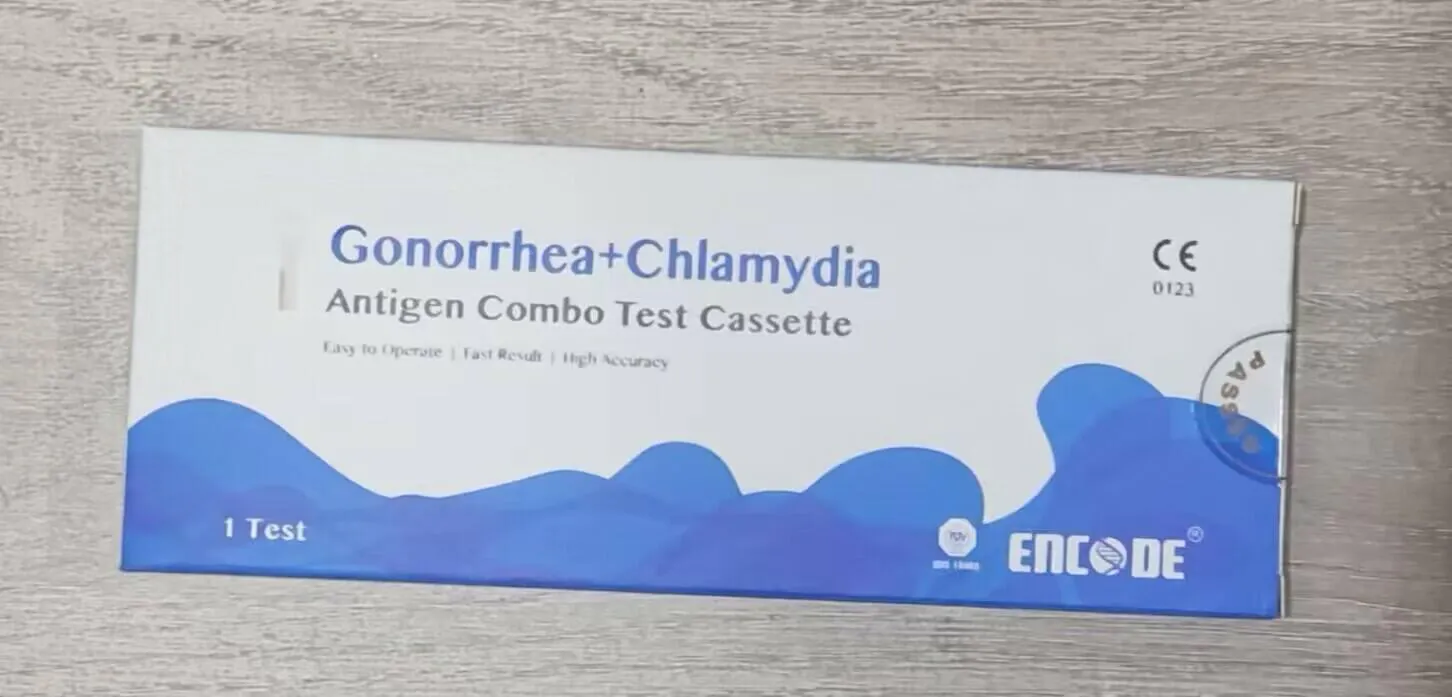 Gonorrhea+Chlamydia
Antigen Combo Test Cassette
Easy to Operate | Fast Result | High Accuracy
CE
0123
PASS
1 Test
TÜV
ENCODE®